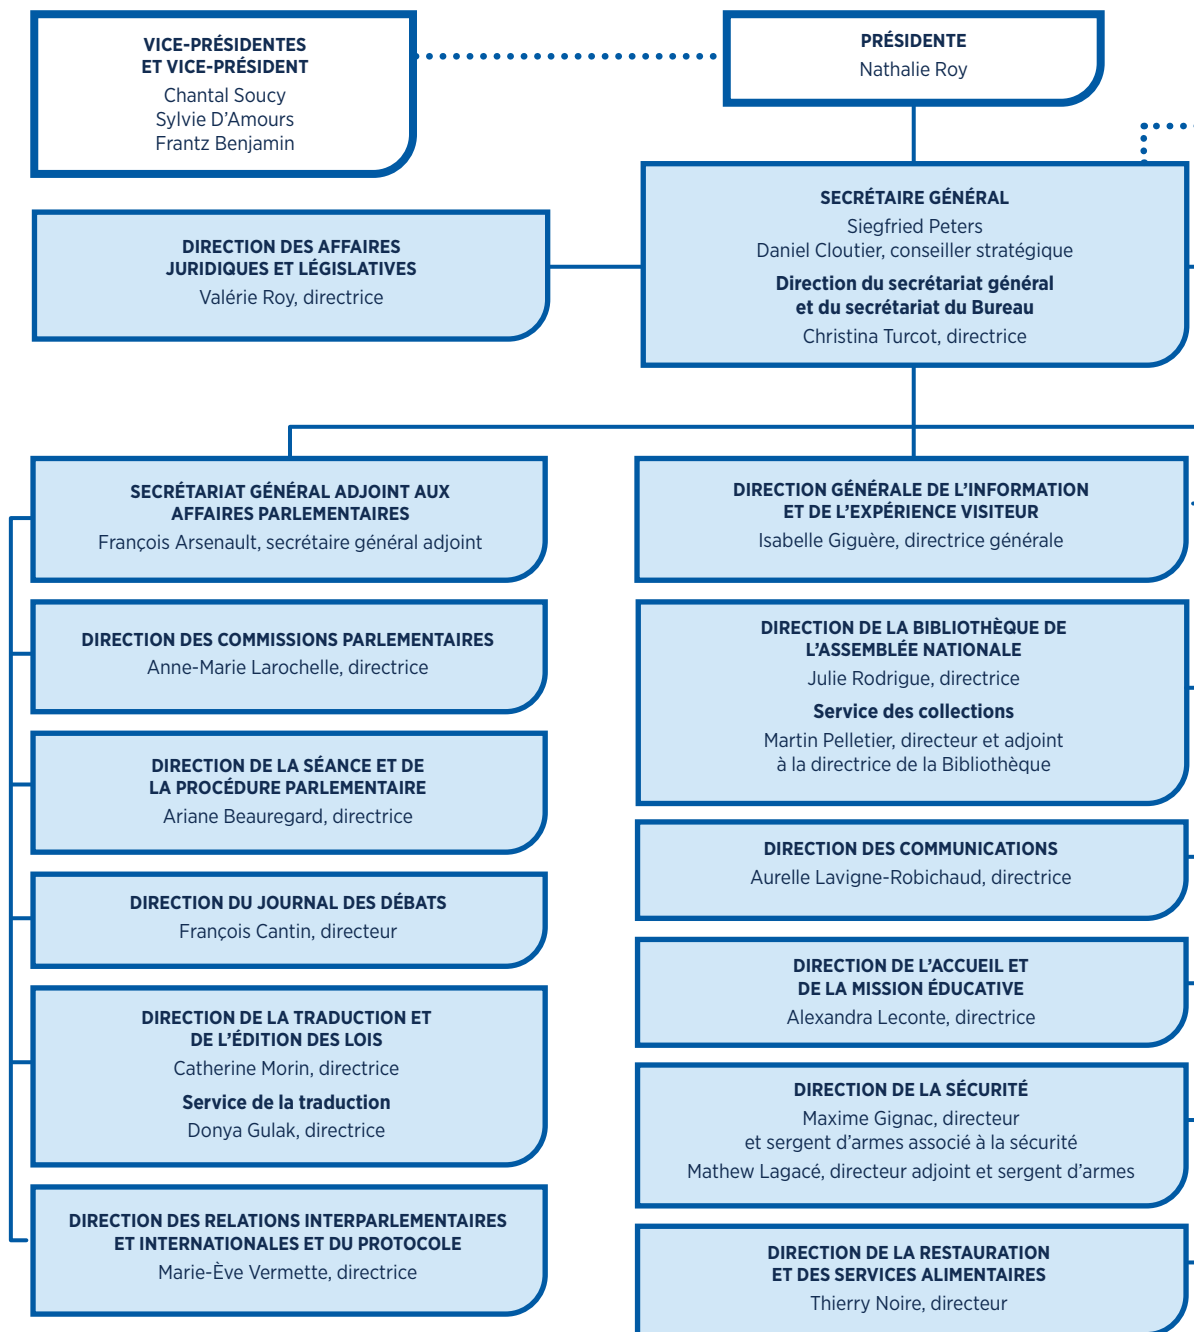 VICE-PRÉSIDENTES
ET VICE-PRÉSIDENT
Chantal Soucy
Sylvie D'Amours
Frantz Benjamin
PRÉSIDENTE
Nathalie Roy
SECRÉTAIRE GÉNÉRAL
Siegfried Peters
Daniel Cloutier, conseiller stratégique
Direction du secrétariat général
et du secrétariat du Bureau
Christina Turcot, directrice
DIRECTION DES AFFAIRES
JURIDIQUES ET LÉGISLATIVES
Valérie Roy, directrice
SECRÉTARIAT GÉNÉRAL ADJOINT AUX
AFFAIRES PARLEMENTAIRES
François Arsenault, secrétaire général adjoint
DIRECTION DES COMMISSIONS PARLEMENTAIRES
Anne-Marie Larochelle, directrice
DIRECTION DE LA SÉANCE ET DE
LA PROCÉDURE PARLEMENTAIRE
Ariane Beauregard, directrice
DIRECTION DU JOURNAL DES DÉBATS
François Cantin, directeur
DIRECTION DE LA TRADUCTION ET
DE L'ÉDITION DES LOIS
Catherine Morin, directrice
Service de la traduction
Donya Gulak, directrice
DIRECTION DES RELATIONS INTERPARLEMENTAIRES
ET INTERNATIONALES ET DU PROTOCOLE
Marie-Ève Vermette, directrice
DIRECTION GÉNÉRALE DE L'INFORMATION
ET DE L'EXPÉRIENCE VISITEUR
Isabelle Giguère, directrice générale
DIRECTION DE LA BIBLIOTHÈQUE DE
L'ASSEMBLÉE NATIONALE
Julie Rodrigue, directrice
Service des collections
Martin Pelletier, directeur et adjoint
à la directrice de la Bibliothèque
DIRECTION DES COMMUNICATIONS
Aurelle Lavigne-Robichaud, directrice
DIRECTION DE L'ACCUEIL ET
DE LA MISSION ÉDUCATIVE
Alexandra Leconte, directrice
DIRECTION DE LA SÉCURITÉ
Maxime Gignac, directeur
et sergent d'armes associé à la sécurité
Mathew Lagacé, directeur adjoint et sergent d'armes
DIRECTION DE LA RESTAURATION
ET DES SERVICES ALIMENTAIRES
Thierry Noire, directeur